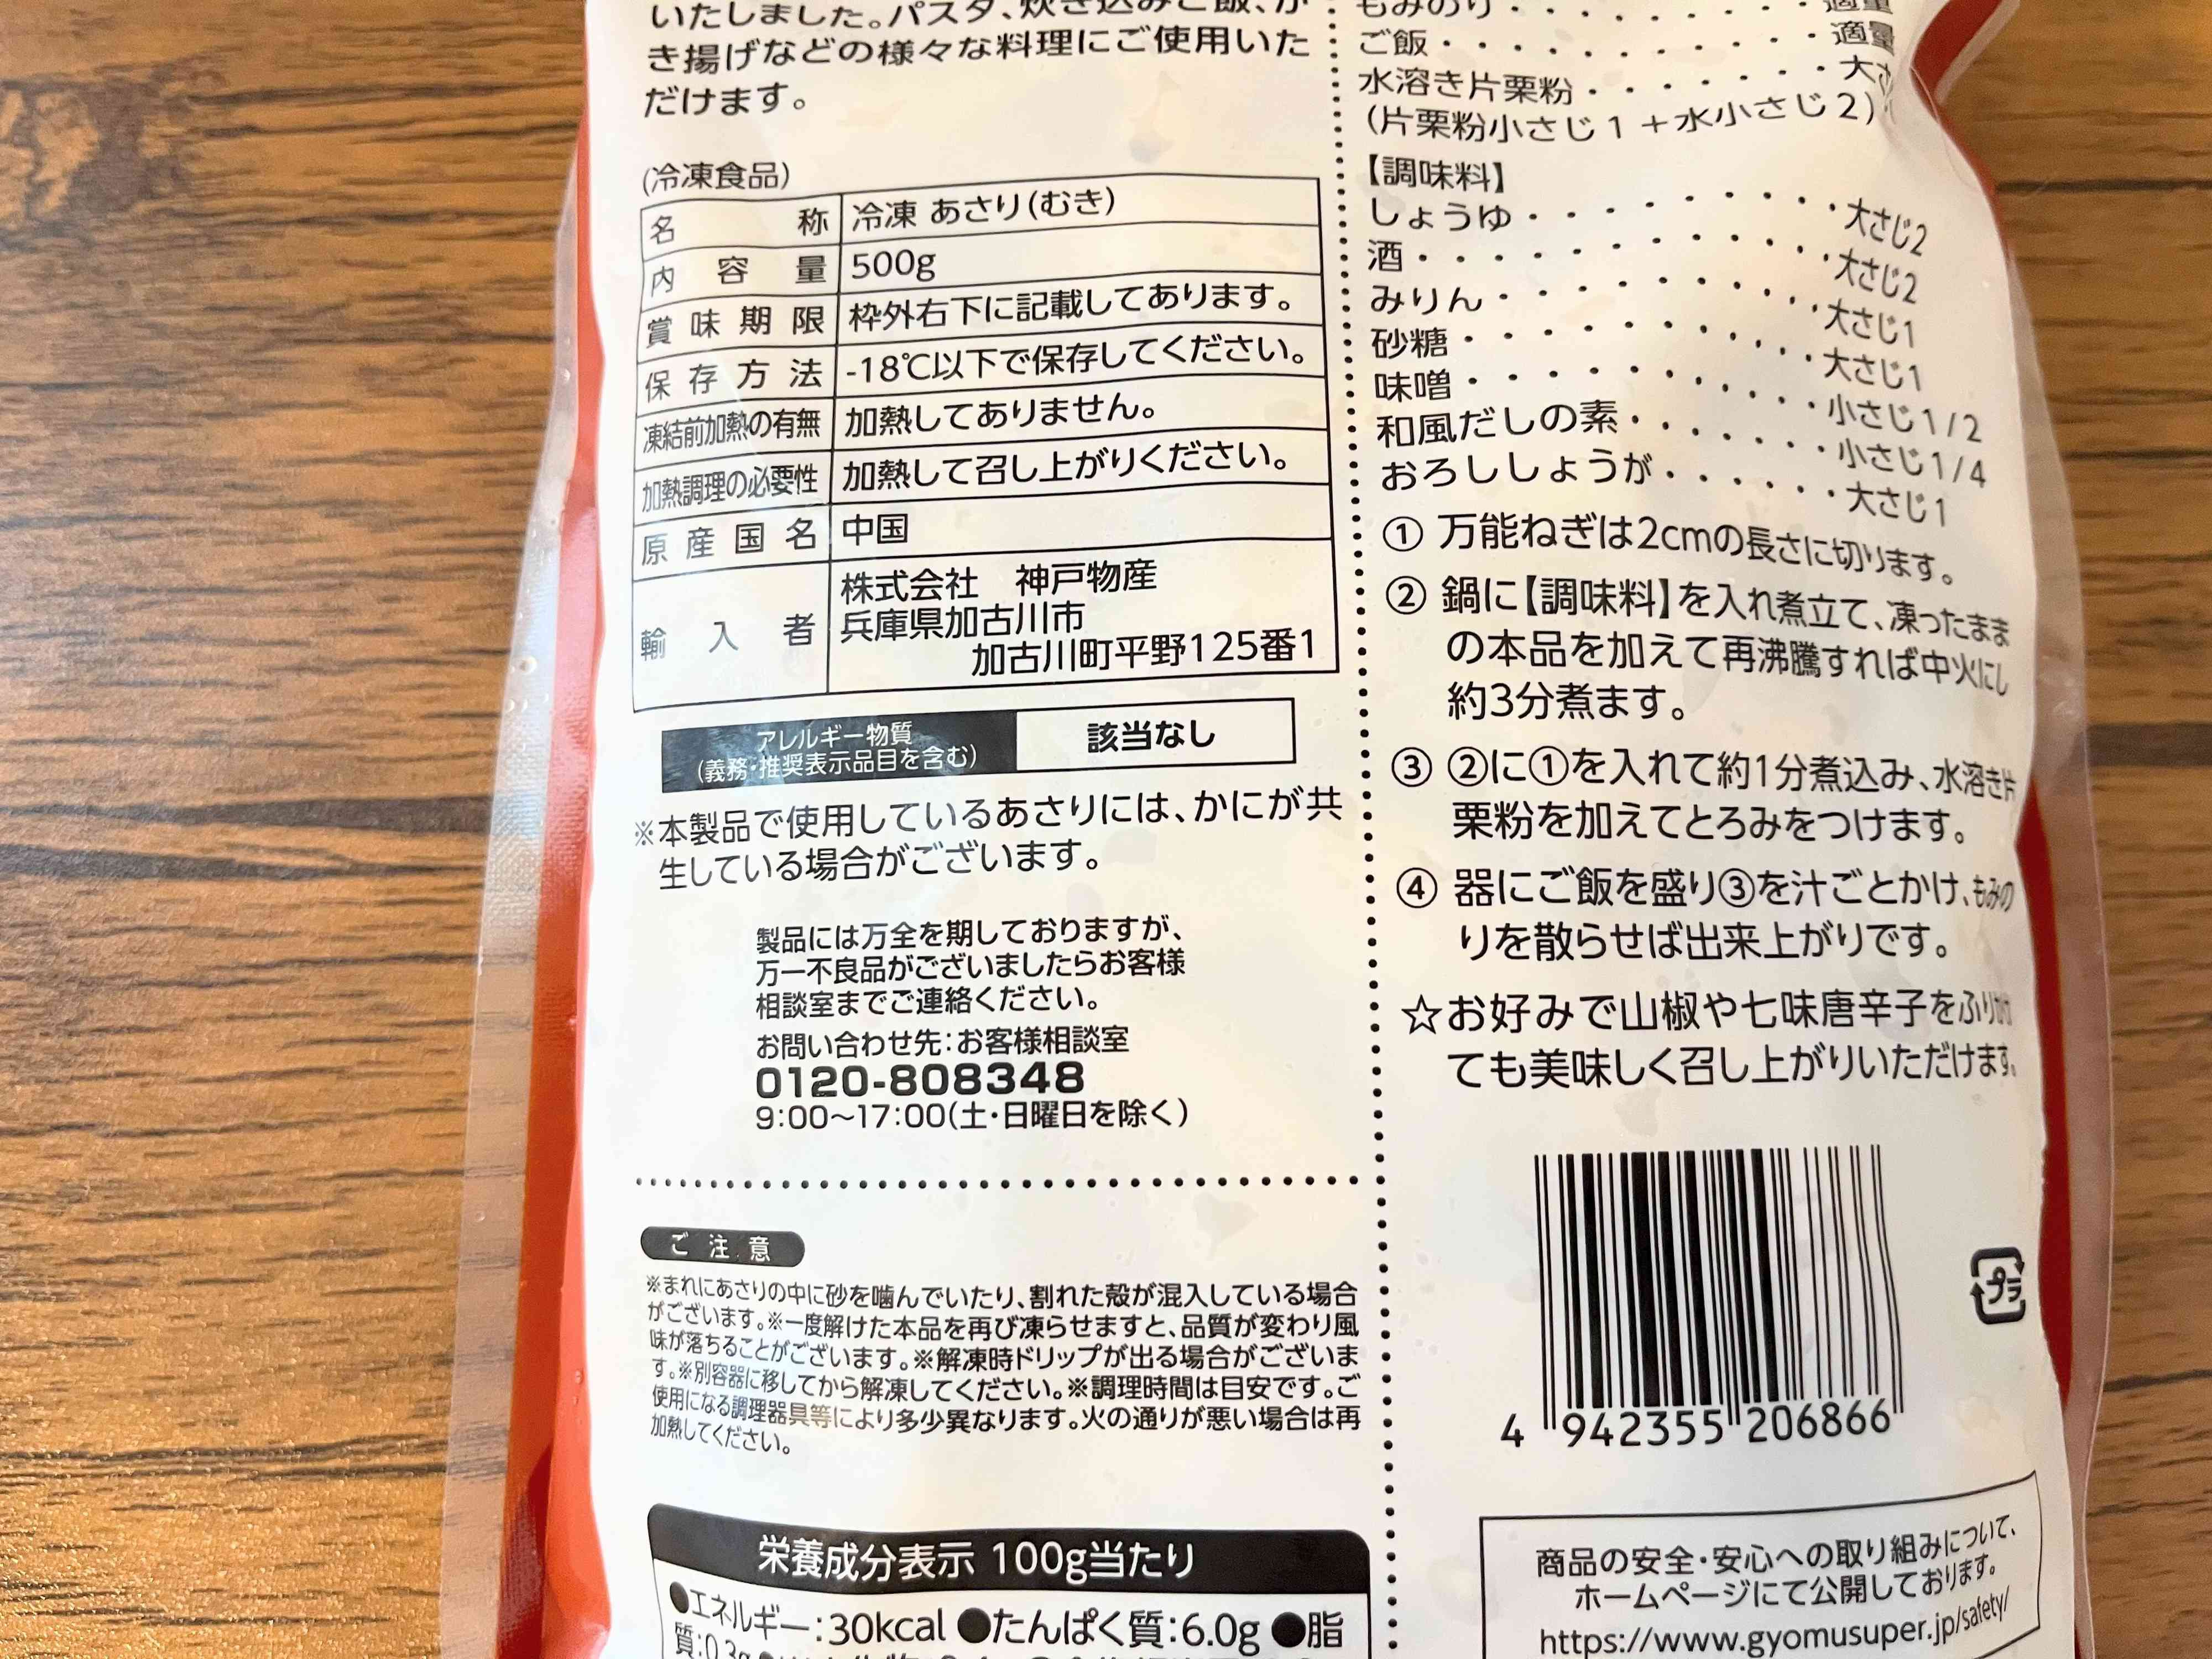 いたしました。パスタ、炊き込みご飯、か
き揚げなどの様々な料理にご使用いた
だけます。
(冷凍食品)
名称 冷凍 あさり(むき)
内容量 500g
賞味期限 枠外右下に記載してあります。
保存方法 -18℃以下で保存してください。
凍結前加熱の有無 加熱してありません。
加熱調理の必要性 加熱して召し上がりください。
原産国名 中国
輸入者 株式会社 神戸物産
兵庫県加古川市
加古川町平野125番1
アレルギー物質
(義務・推奨表示品目を含む)
該当なし
※本製品で使用しているあさりには、かにが共
生している場合がございます。
製品には万全を期しておりますが、
万一不良品がございましたらお客様
相談室までご連絡ください。
お問い合わせ先:お客様相談室
0120-808348
9:00～17:00(土・日曜日を除く)
ご注意
※まれにあさりの中に砂を噛んでいたり、割れた殻が混入している場合
がございます。※一度解けた本品を再び凍らせますと、品質が変わり風
味が落ちることがございます。※解凍時ドリップが出る場合がございま
す。※別容器に移してから解凍してください。※調理時間は目安です。ご
使用になる調理器具等により多少異なります。火の通りが悪い場合は再
加熱してください。
栄養成分表示 100g当たり
●エネルギー:30kcal ●たんぱく質:6.0g ●脂
質:0.3g
もみのり・・・・・・・・・適量
ご飯・・・・・・・・・・・適量
水溶き片栗粉・・・・・・・大さ
(片栗粉小さじ1+水小さじ2)
【調味料】
しょうゆ・・・・・・・・・大さじ2
酒・・・・・・・・・・・・大さじ2
みりん・・・・・・・・・・大さじ1
砂糖・・・・・・・・・・・大さじ1
味噌・・・・・・・・・・・小さじ1/2
和風だしの素・・・・・・・小さじ1/4
おろししょうが・・・・・・大さじ1
① 万能ねぎは2cmの長さに切ります。
② 鍋に【調味料】を入れ煮立て、凍ったまま
の本品を加えて再沸騰すれば中火にし
約3分煮ます。
③ ②に①を入れて約1分煮込み、水溶き片
栗粉を加えてとろみをつけます。
④ 器にご飯を盛り③を汁ごとかけ、もみの
りを散らせば出来上がりです。
☆お好みで山椒や七味唐辛子をふりかけ
ても美味しく召し上がりいただけます。
4 942355 206866
プラ
商品の安全・安心への取り組みについて、
ホームページにて公開しております。
https://www.gyomusuper.jp/safety/